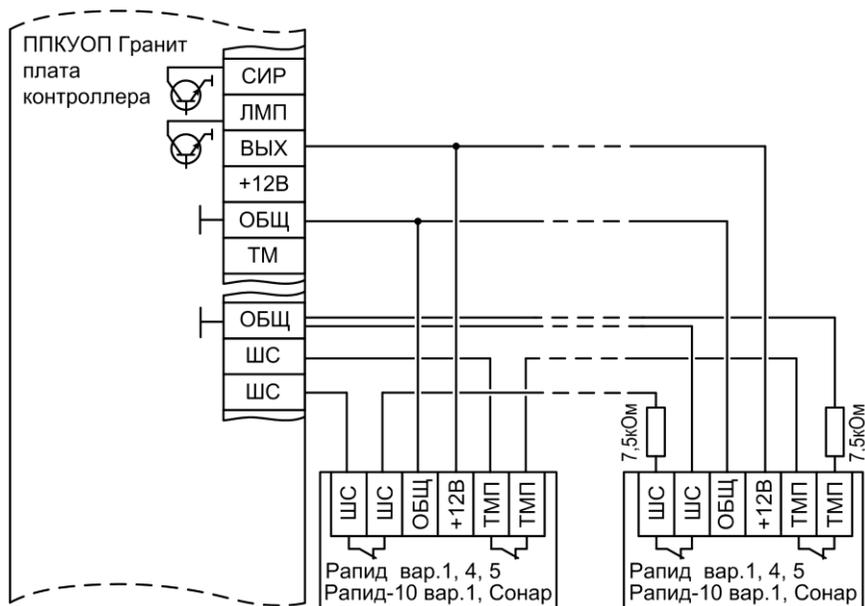 ППКУОП Гранит
плата
контроллера
СИР
ЛМП
ВЫХ
+12В
ОБЩ
ТМ
ОБЩ
ШС
ШС
7,5кОм
7.5кОм
ШС
ШС
ОБЩ
+12В
ТМП
ТМП
ШС
ШС
ОБЩ
+12В
ТМП
ТМП
Рапид вар.1, 4, 5
Рапид-10 вар.1, Сонар
Рапид вар.1, 4, 5
Рапид-10 вар.1, Сонар